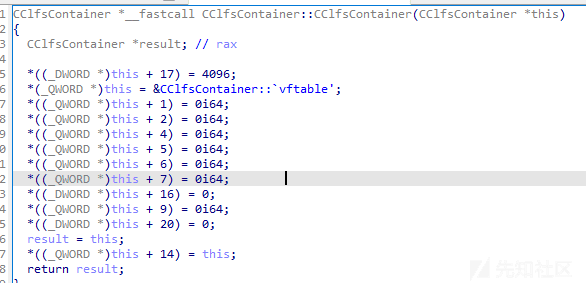 1 CClfsContainer *__fastcall CClfsContainer::CClfsContainer(CClfsContainer *this)
2 {
3 CClfsContainer *result; // rax
4
5 *((_DWORD *)this + 17) = 4096;
6 *(_QWORD *)this = &CClfsContainer::`vftable';
7 *((_QWORD *)this + 1) = 0i64;
8 *((_QWORD *)this + 2) = 0i64;
9 *((_QWORD *)this + 4) = 0i64;
0 *((_QWORD *)this + 5) = 0i64;
1 *((_QWORD *)this + 6) = 0i64;
2 *((_QWORD *)this + 7) = 0i64;
3 *((_DWORD *)this + 16) = 0;
4 *((_QWORD *)this + 9) = 0i64;
5 *((_DWORD *)this + 20) = 0;
6 result = this;
7 *((_QWORD *)this + 14) = this;
8 return result;
9 }
先知社区